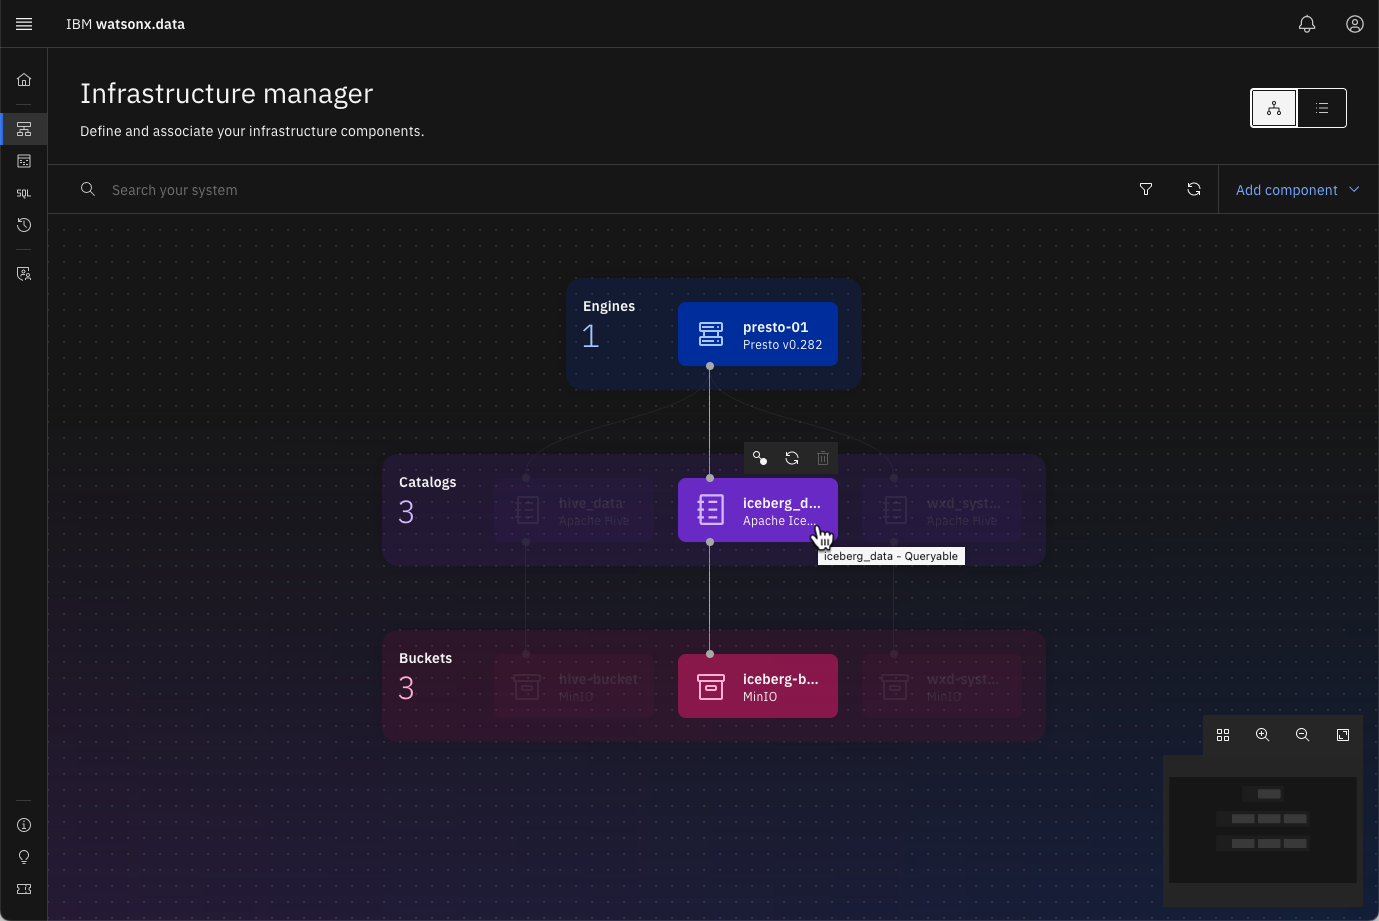 IBM watsonx.data
Infrastructure manager
Define and associate your infrastructure components.
SQL
Search your system
Add component
Engines
1
presto-01
Presto v0.282
Catalogs
3
hive_data
Apache Hive
iceberg_d...
Apache Ice...
wxd_syst...
Apache Hive
iceberg_data - Queryable
Buckets
3
hive-bucket
MinIO
iceberg-b...
MinIO
wxd-syst...
MinIO